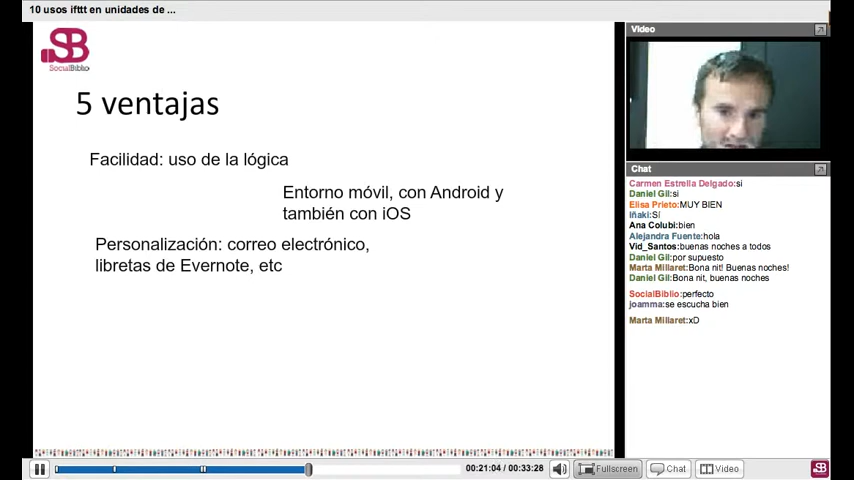 10 usos ifttt en unidades de ...
SB
SocialBiblio
5 ventajas
Facilidad: uso de la lógica
Entorno móvil, con Android y
también con iOS
Personalización: correo electrónico,
libretas de Evernote, etc
Video
Chat
Carmen Estrella Delgado:si
Daniel Gil:si
Elisa Prieto:MUY BIEN
Iñaki:SÍ
Ana Colubi:bien
Alejandra Fuente:hola
Vid_Santos:buenas noches a todos
Daniel Gil:por supuesto
Marta Millaret:Bona nit! Buenas noches!
Daniel Gil:Bona nit, buenas noches
SocialBiblio:perfecto
joamma:se escucha bien
Marta Millaret:xD
00:21:04 / 00:33:28
Fullscreen
Chat
Video
SB